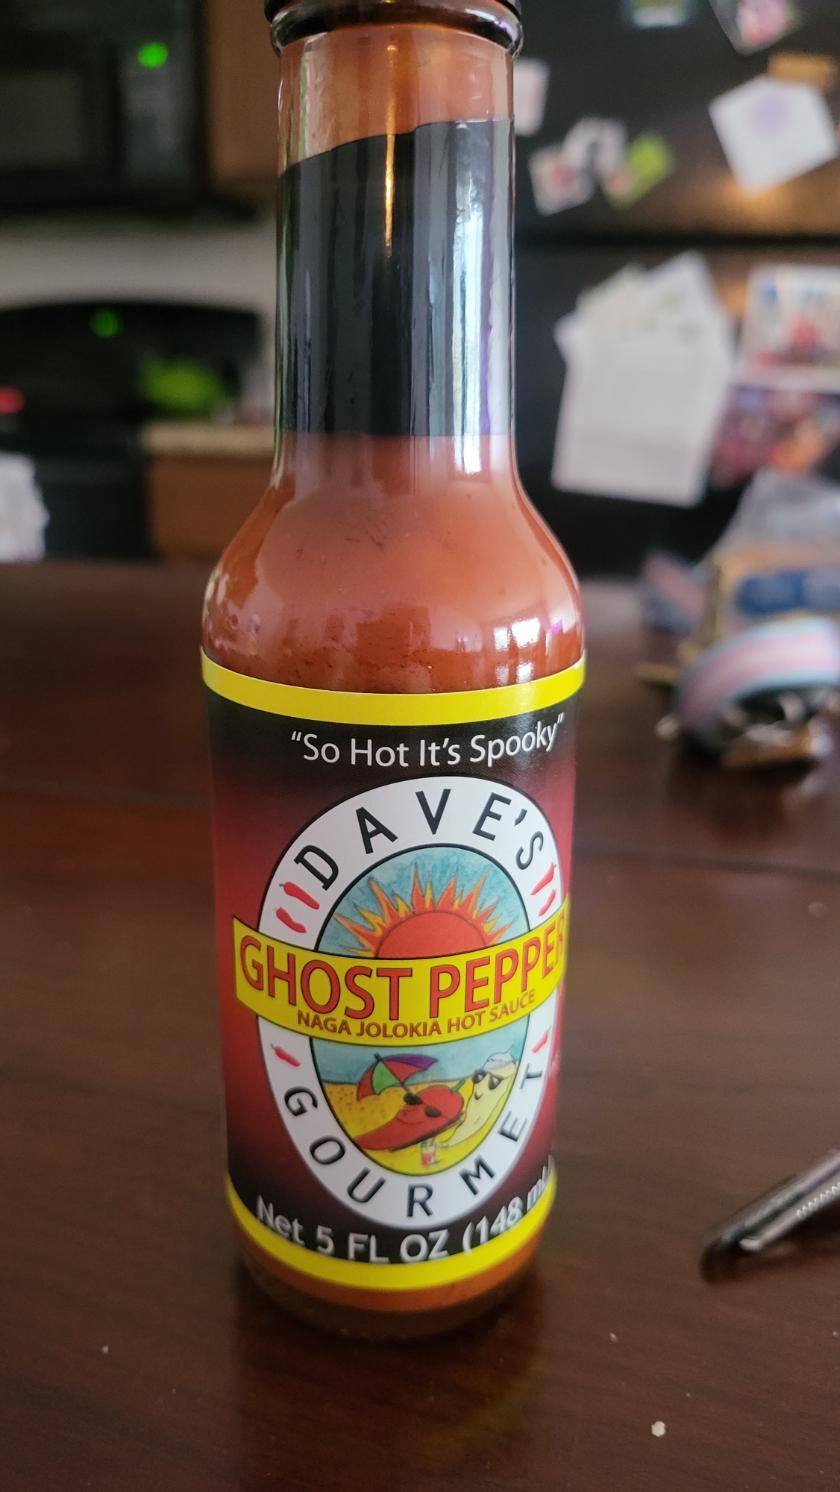 "So Hot It's Spooky"
DAVE'S
GHOST PEPPER
NAGA JOLOKIA HOT SAUCE
GOURMET
Net 5 FL OZ (148 ml)